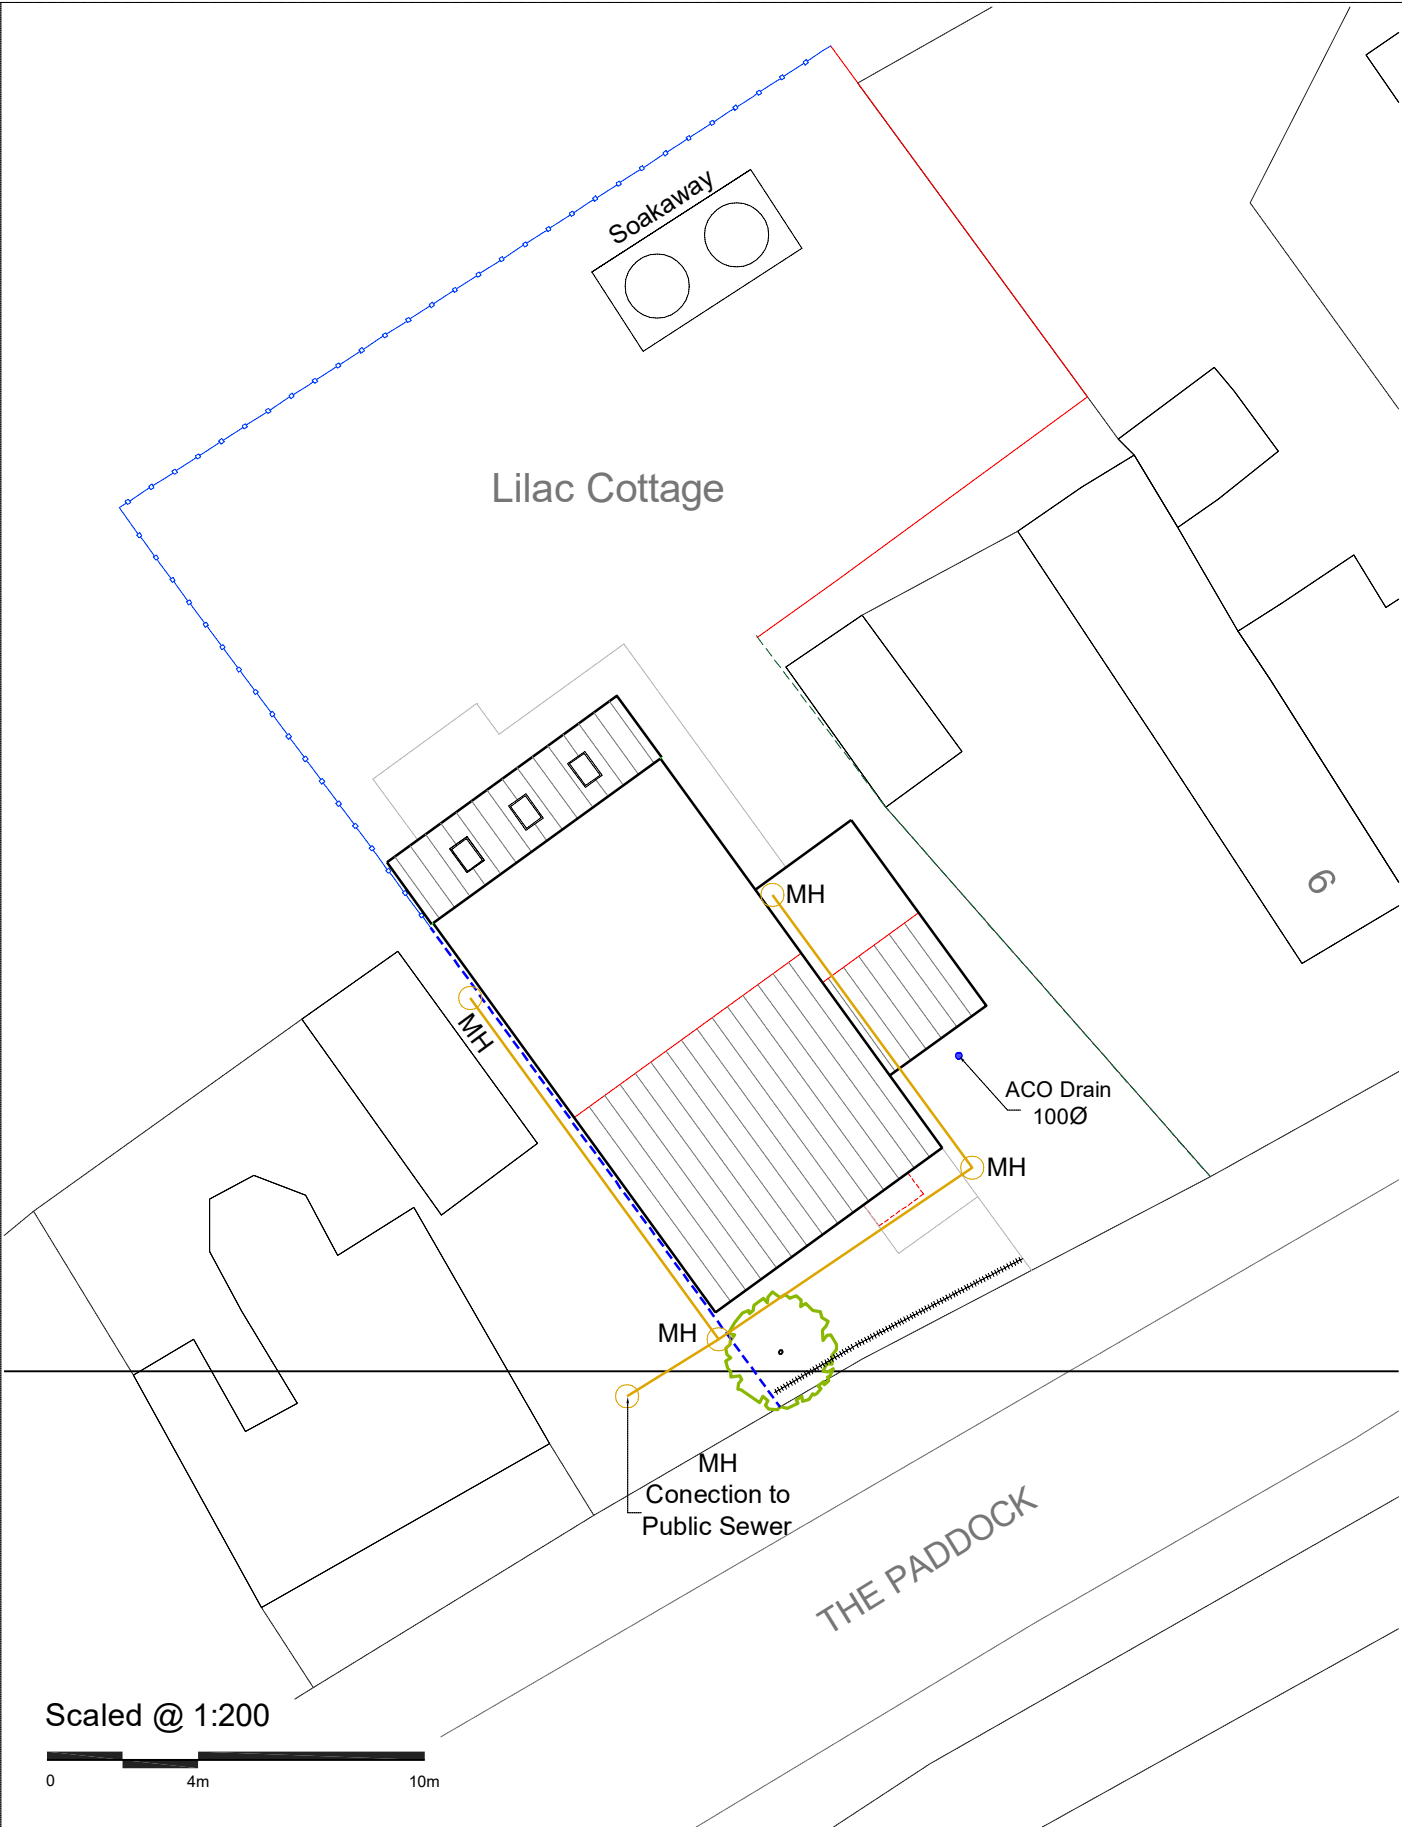 Soakaway
Lilac Cottage
6
MH
MH
ACO Drain
100Ø
MH
MH
MH
Conection to
Public Sewer
THE PADDOCK
Scaled @ 1:200
0 4m 10m